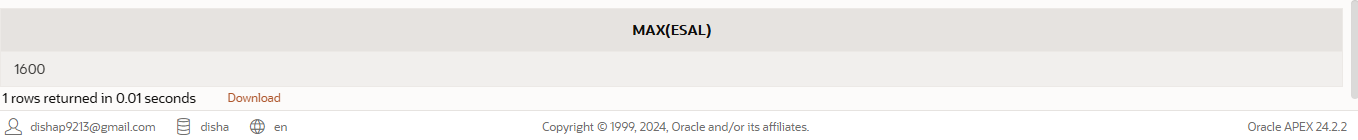 MAX(ESAL)
1600
1 rows returned in 0.01 seconds Download
dishap9213@gmail.com disha en Copyright © 1999, 2024, Oracle and/or its affiliates. Oracle APEX 24.2.2